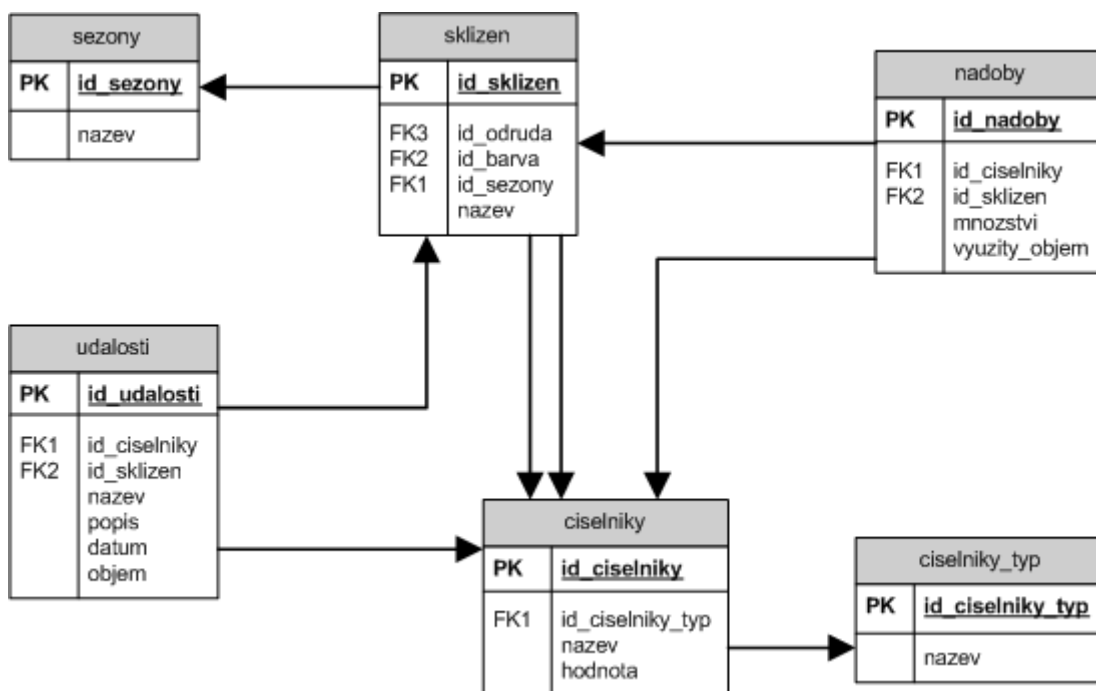 sezony
PK id_sezony
nazev
sklizen
PK id_sklizen
FK3 id_odruda
FK2 id_barva
FK1 id_sezony
nazev
nadoby
PK id_nadoby
FK1 id_ciselniky
FK2 id_sklizen
mnozstvi
vyuzity_objem
udalosti
PK id_udalosti
FK1 id_ciselniky
FK2 id_sklizen
nazev
popis
datum
objem
ciselniky
PK id_ciselniky
FK1 id_ciselniky_typ
nazev
hodnota
ciselniky_typ
PK id_ciselniky_typ
nazev